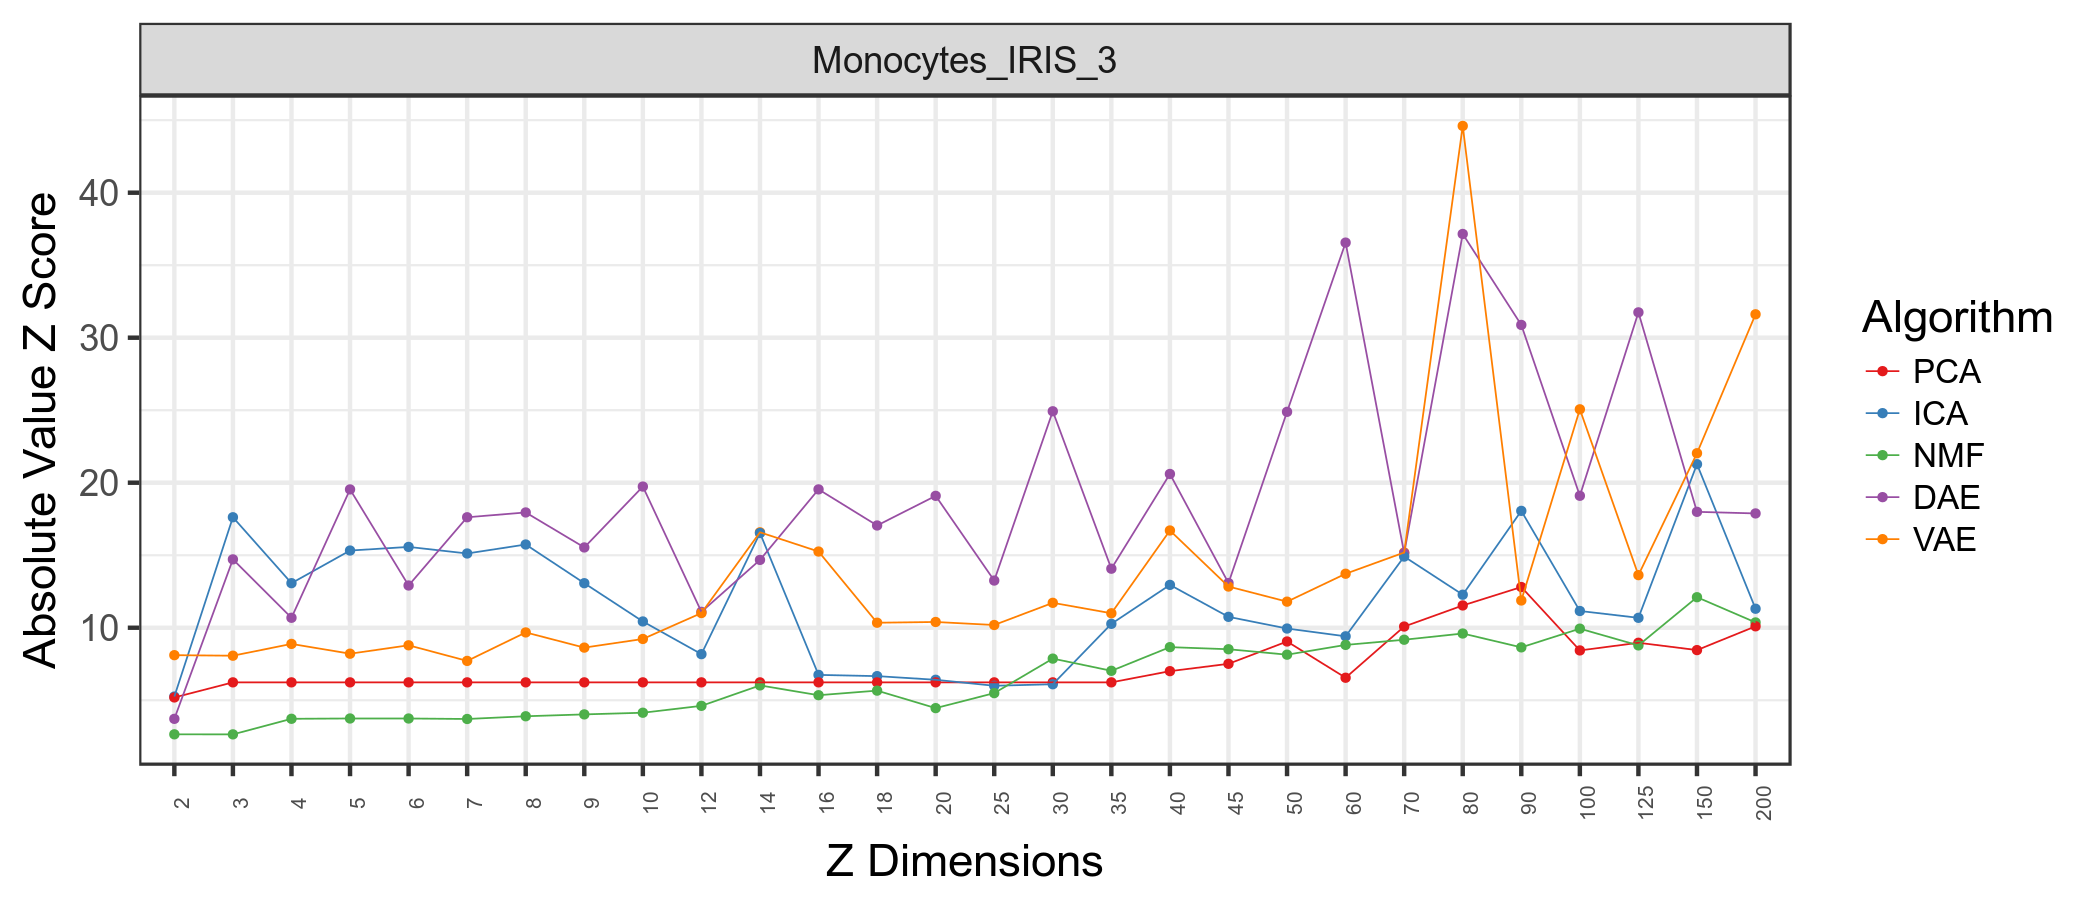 Monocytes_IRIS_3
Absolute Value Z Score
40
30
20
10
2 3 4 5 6 7 8 9 10 12 14 16 18 20 25 30 35 40 45 50 60 70 80 90 100 125 150 200
Z Dimensions
Algorithm
PCA
ICA
NMF
DAE
VAE